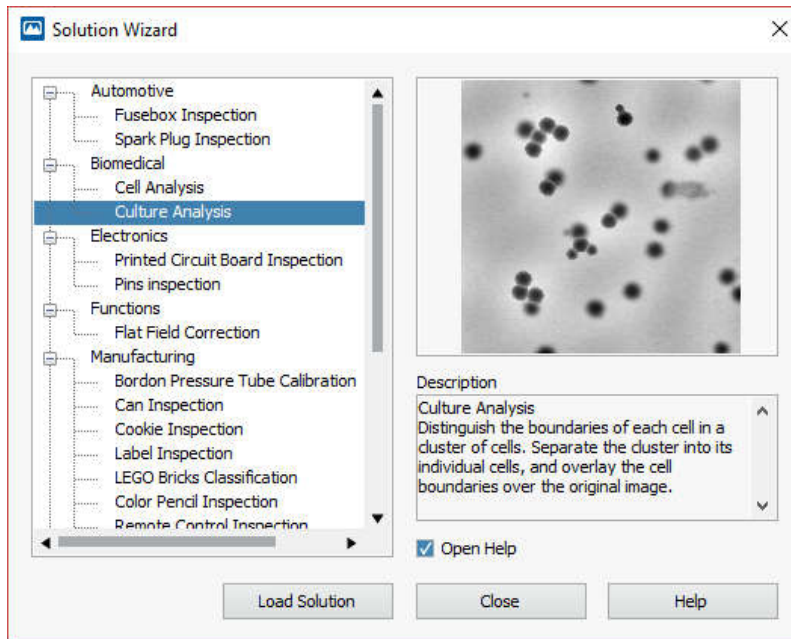 Solution Wizard
Automotive
Fusebox Inspection
Spark Plug Inspection
Biomedical
Cell Analysis
Culture Analysis
Electronics
Printed Circuit Board Inspection
Pins inspection
Functions
Flat Field Correction
Manufacturing
Bordon Pressure Tube Calibration
Can Inspection
Cookie Inspection
Label Inspection
LEGO Bricks Classification
Color Pencil Inspection
Remote Control Inspection
Description
Culture Analysis
Distinguish the boundaries of each cell in a
cluster of cells. Separate the cluster into its
individual cells, and overlay the cell
boundaries over the original image.
Open Help
Load Solution
Close
Help